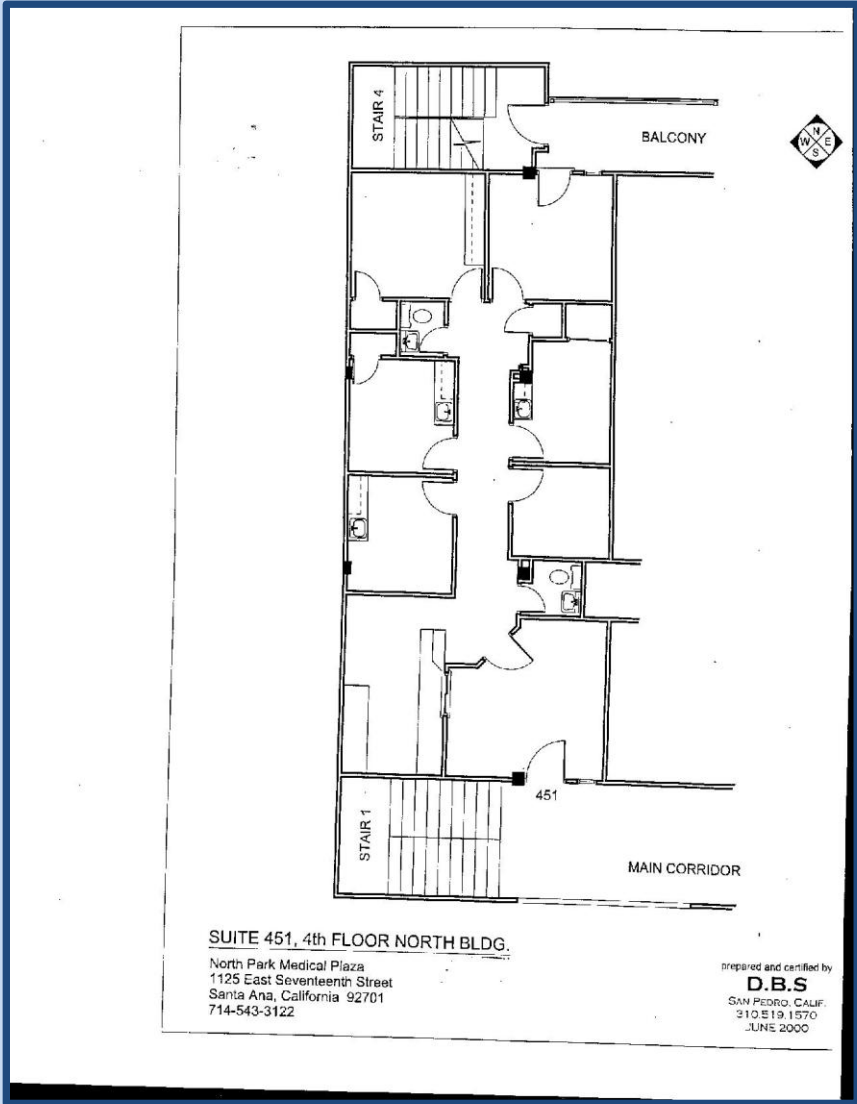 STAIR 4
BALCONY
N
W E
S
451
STAIR 1
MAIN CORRIDOR
SUITE 451, 4th FLOOR NORTH BLDG.
North Park Medical Plaza
1125 East Seventeenth Street
Santa Ana, California 92701
714-543-3122
prepared and certified by
D.B.S
SAN PEDRO, CALIF.
310.519.1570
JUNE 2000